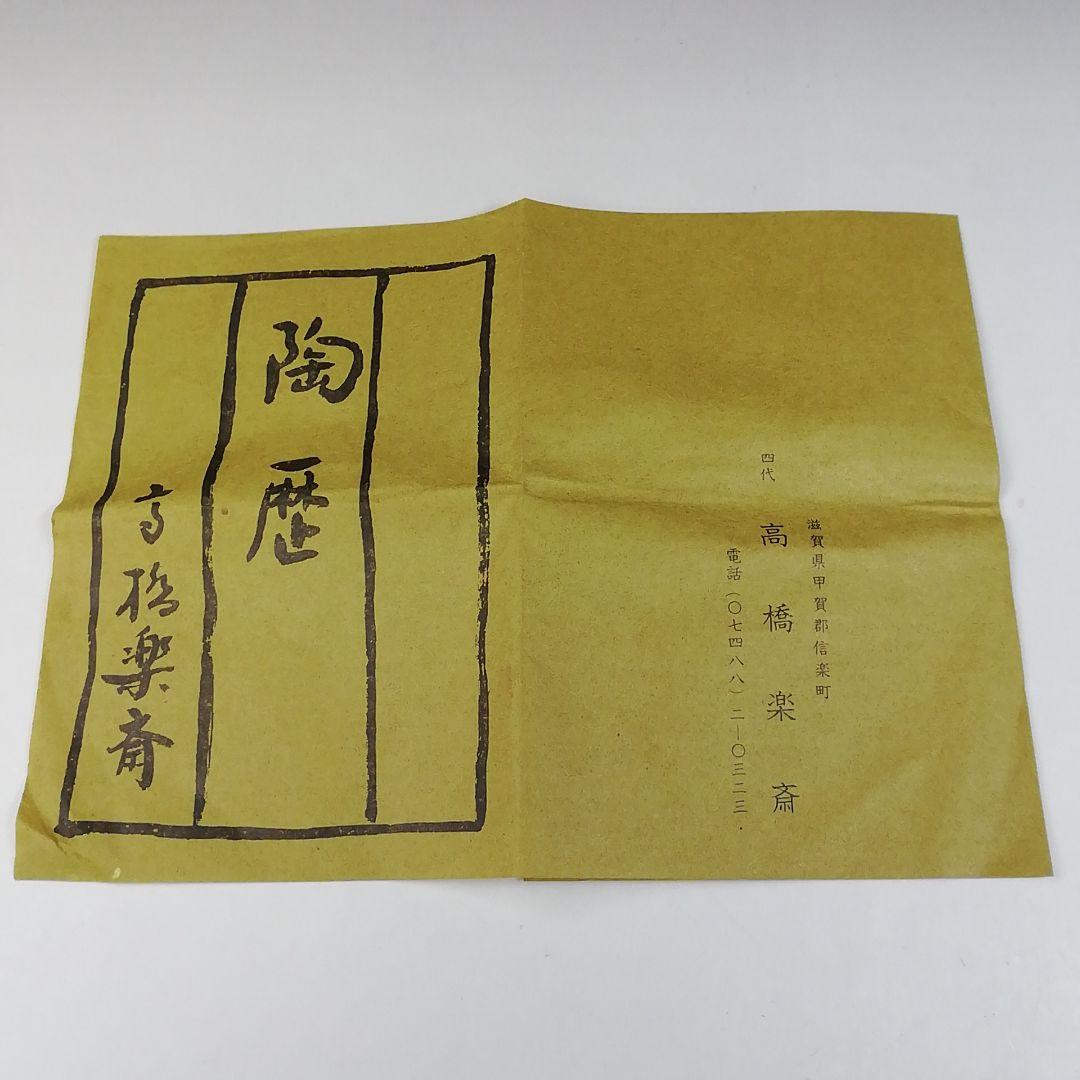 滋賀県甲賀郡信楽町
四代 高橋楽斎
電話(〇七四八八)二―〇三二三
陶歴
高橋楽斎